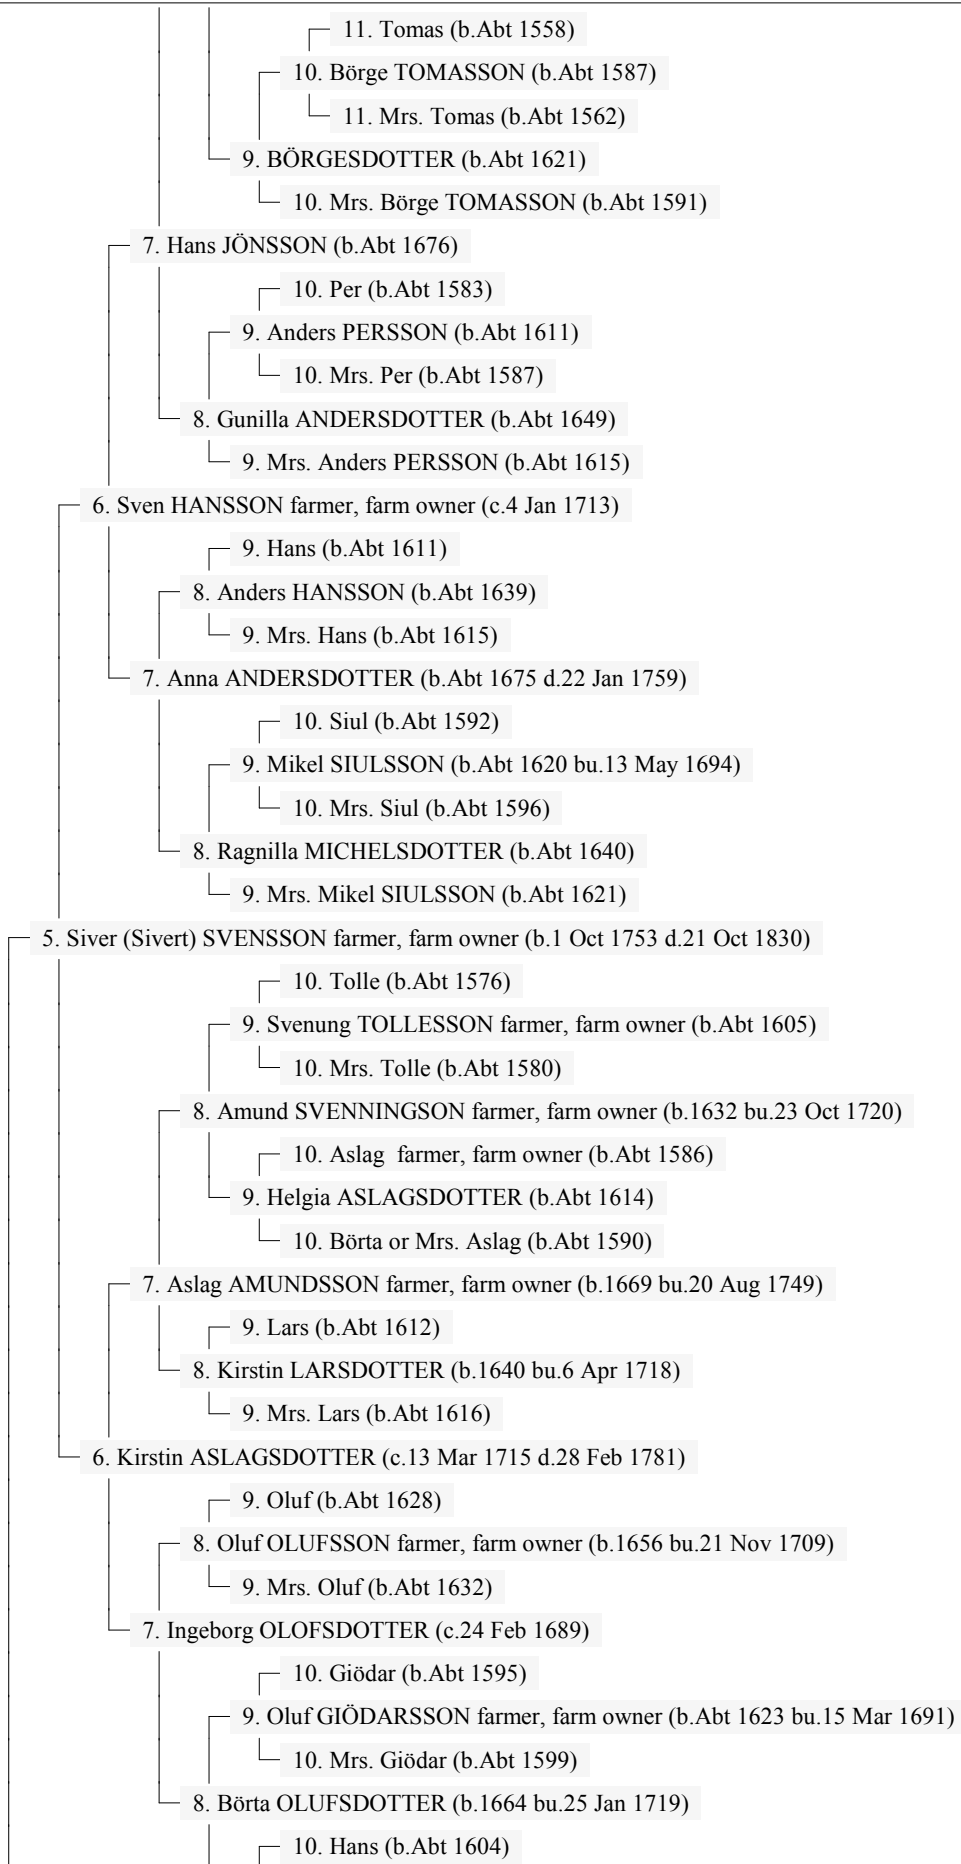 11. Tomas (b.Abt 1558)
10. Börge TOMASSON (b.Abt 1587)
11. Mrs. Tomas (b.Abt 1562)
9. BÖRGESDOTTER (b.Abt 1621)
10. Mrs. Börge TOMASSON (b.Abt 1591)
7. Hans JÖNSSON (b.Abt 1676)
10. Per (b.Abt 1583)
9. Anders PERSSON (b.Abt 1611)
10. Mrs. Per (b.Abt 1587)
8. Gunilla ANDERSDOTTER (b.Abt 1649)
9. Mrs. Anders PERSSON (b.Abt 1615)
6. Sven HANSSON farmer, farm owner (c.4 Jan 1713)
9. Hans (b.Abt 1611)
8. Anders HANSSON (b.Abt 1639)
9. Mrs. Hans (b.Abt 1615)
7. Anna ANDERSDOTTER (b.Abt 1675 d.22 Jan 1759)
10. Siul (b.Abt 1592)
9. Mikel SIULSSON (b.Abt 1620 bu.13 May 1694)
10. Mrs. Siul (b.Abt 1596)
8. Ragnilla MICHELSDOTTER (b.Abt 1640)
9. Mrs. Mikel SIULSSON (b.Abt 1621)
5. Siver (Sivert) SVENSSON farmer, farm owner (b.1 Oct 1753 d.21 Oct 1830)
10. Tolle (b.Abt 1576)
9. Svenung TOLLESSON farmer, farm owner (b.Abt 1605)
10. Mrs. Tolle (b.Abt 1580)
8. Amund SVENNINGSON farmer, farm owner (b.1632 bu.23 Oct 1720)
10. Aslag  farmer, farm owner (b.Abt 1586)
9. Helgia ASLAGSDOTTER (b.Abt 1614)
10. Börta or Mrs. Aslag (b.Abt 1590)
7. Aslag AMUNDSSON farmer, farm owner (b.1669 bu.20 Aug 1749)
9. Lars (b.Abt 1612)
8. Kirstin LARSDOTTER (b.1640 bu.6 Apr 1718)
9. Mrs. Lars (b.Abt 1616)
6. Kirstin ASLAGSDOTTER (c.13 Mar 1715 d.28 Feb 1781)
9. Oluf (b.Abt 1628)
8. Oluf OLUFSSON farmer, farm owner (b.1656 bu.21 Nov 1709)
9. Mrs. Oluf (b.Abt 1632)
7. Ingeborg OLOFSDOTTER (c.24 Feb 1689)
10. Giödar (b.Abt 1595)
9. Oluf GIÖDARSSON farmer, farm owner (b.Abt 1623 bu.15 Mar 1691)
10. Mrs. Giödar (b.Abt 1599)
8. Börta OLUFSDOTTER (b.1664 bu.25 Jan 1719)
10. Hans (b.Abt 1604)